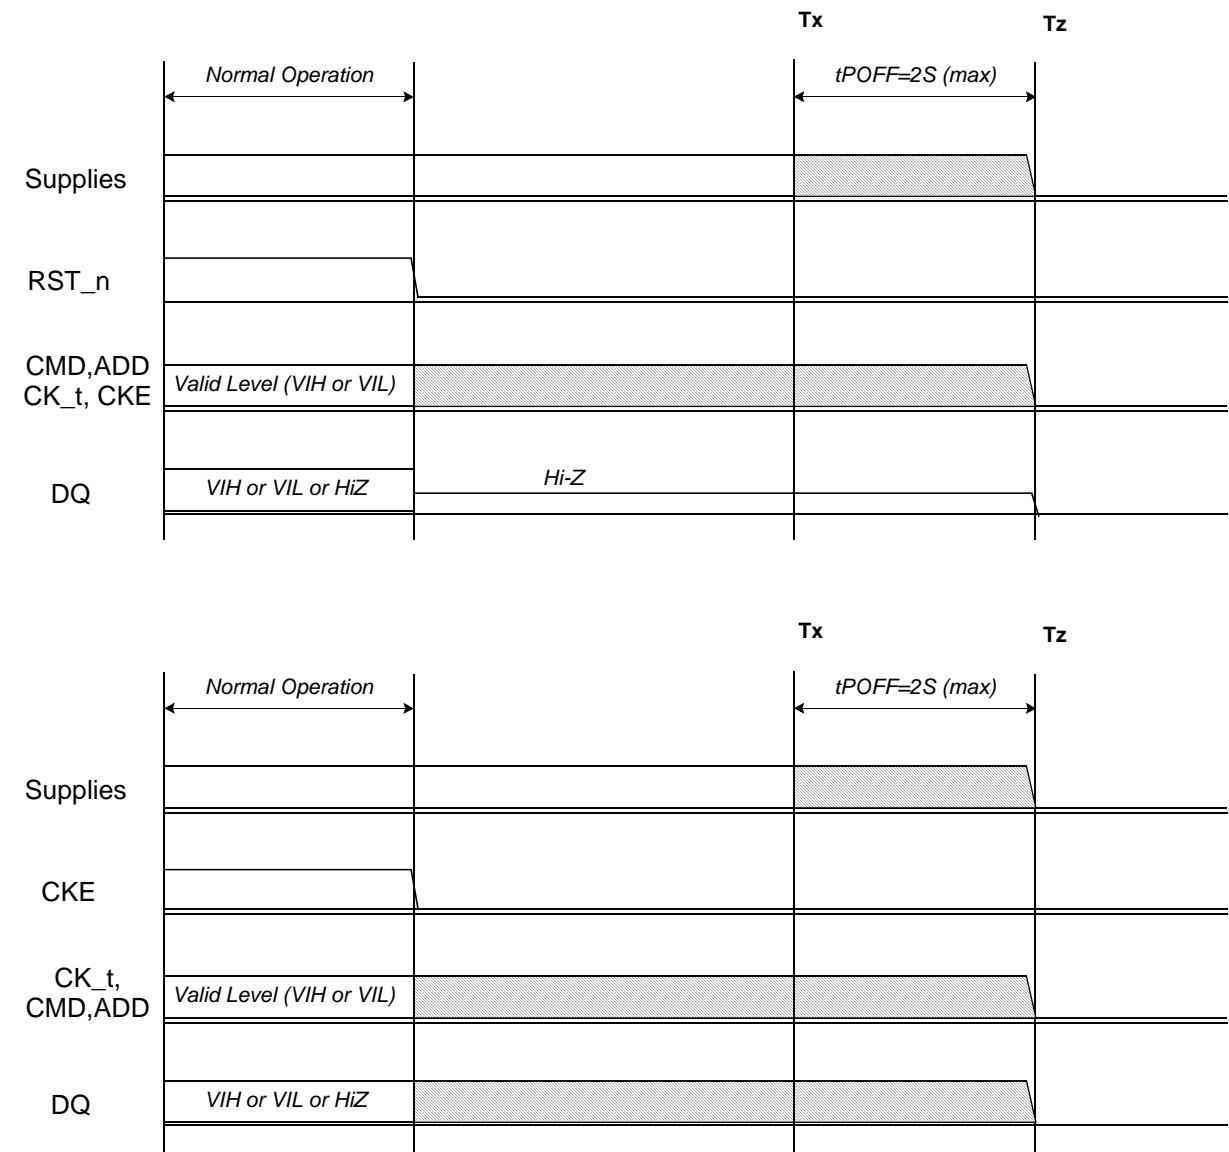 Tx
Tz
Normal Operation
tPOFF=2S (max)
Supplies
RST_n
CMD,ADD
CK_t, CKE
Valid Level (VIH or VIL)
DQ
VIH or VIL or HiZ
Hi-Z
Tx
Tz
Normal Operation
tPOFF=2S (max)
Supplies
CKE
CK_t,
CMD,ADD
Valid Level (VIH or VIL)
DQ
VIH or VIL or HiZ